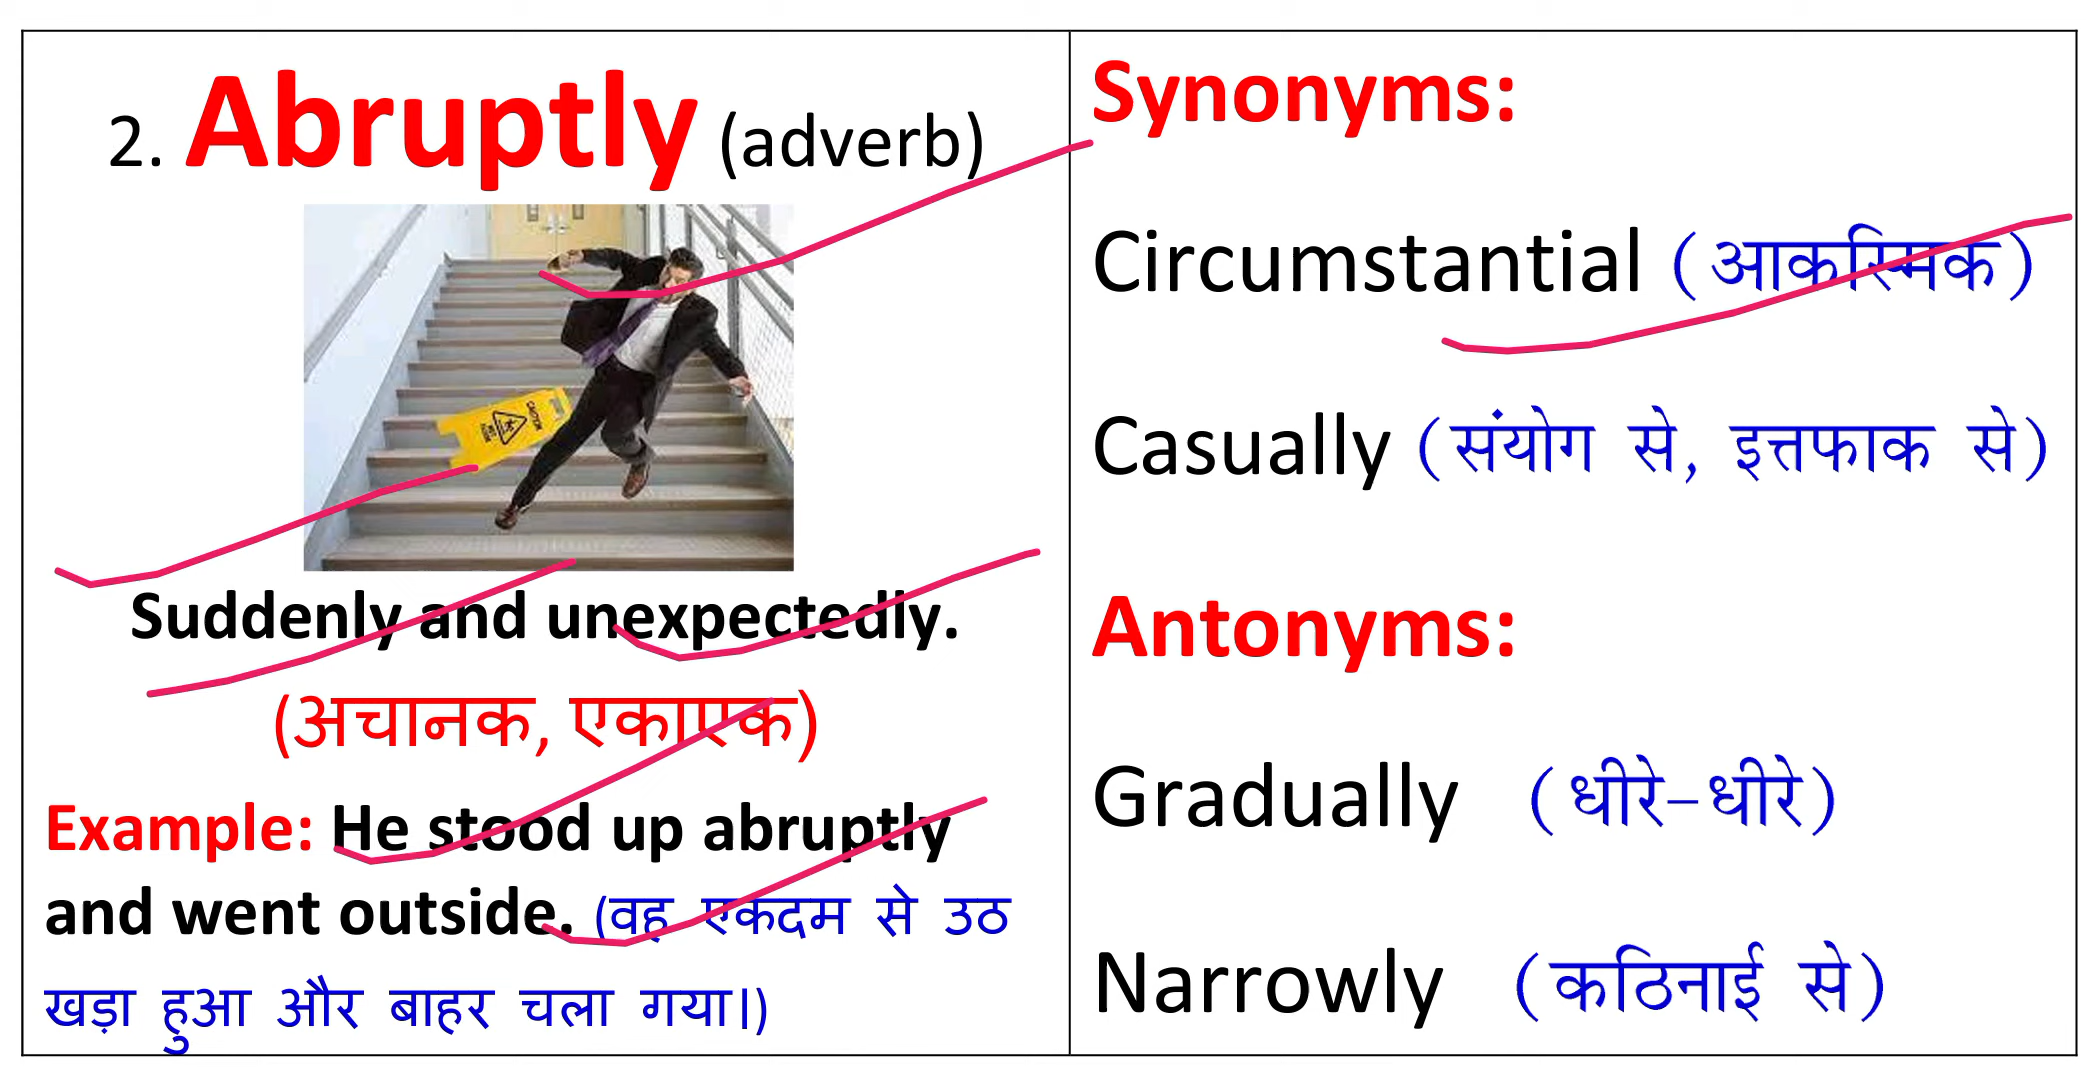 2. Abruptly (adverb)
Suddenly and unexpectedly.
(अचानक, एकाएक)
Example: He stood up abruptly
and went outside. (वह एकदम से उठ
खड़ा हुआ और बाहर चला गया।)
Synonyms:
Circumstantial (आकस्मिक)
Casually (संयोग से, इत्तफाक से)
Antonyms:
Gradually (धीरे-धीरे)
Narrowly (कठिनाई से)